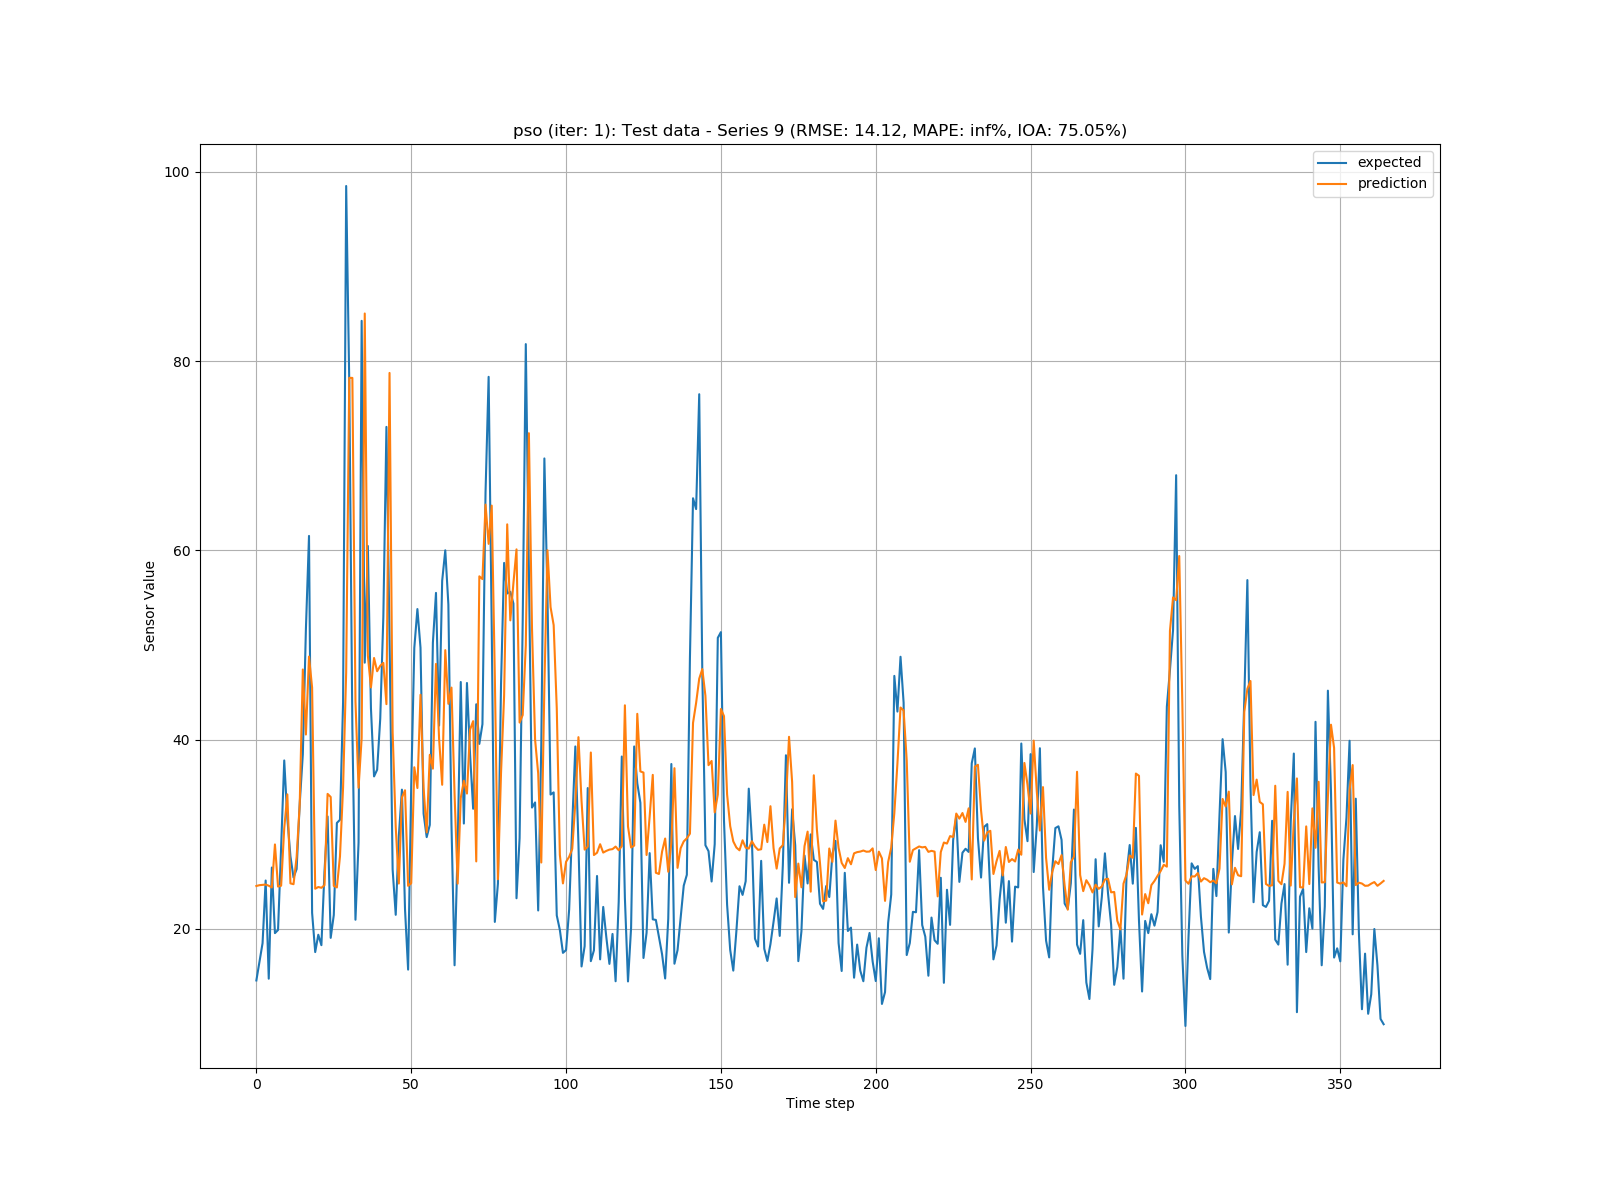 pso (iter: 1): Test data - Series 9 (RMSE: 14.12, MAPE: inf%, IOA: 75.05%)
expected
prediction
100
80
60
40
20
Sensor Value
0 50 100 150 200 250 300 350
Time step